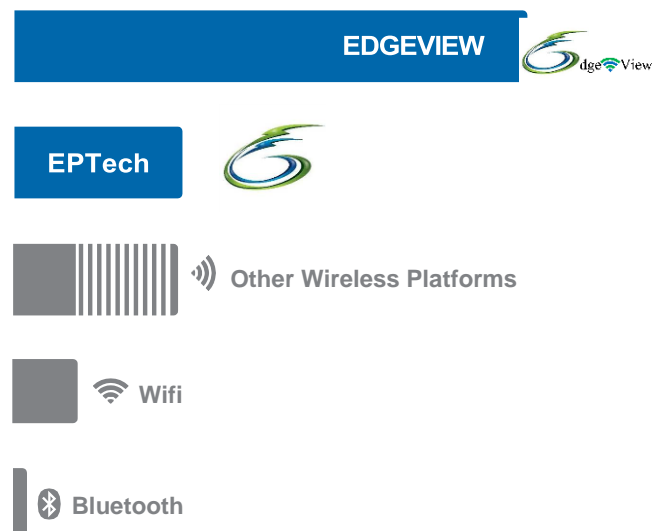 EDGEVIEW
dge View
EPTech
Other Wireless Platforms
Wifi
Bluetooth